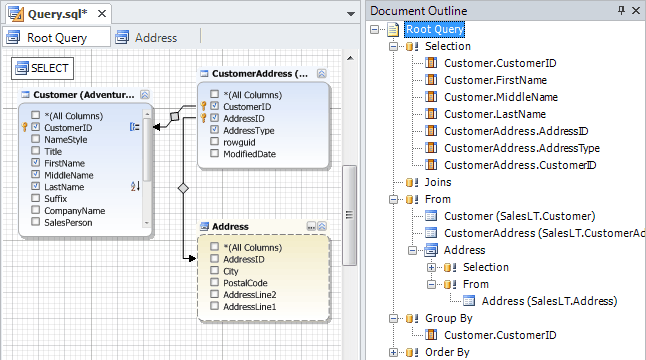 Query.sql*
Root Query
Address
SELECT
Customer (Adventur...
*(All Columns)
CustomerID
NameStyle
Title
FirstName
MiddleName
LastName
Suffix
CompanyName
SalesPerson
CustomerAddress (...
*(All Columns)
CustomerID
AddressID
AddressType
rowguid
ModifiedDate
Address
*(All Columns)
AddressID
City
PostalCode
AddressLine2
AddressLine1
Document Outline
Root Query
Selection
Customer.CustomerID
Customer.FirstName
Customer.MiddleName
Customer.LastName
CustomerAddress.AddressID
CustomerAddress.AddressType
CustomerAddress.CustomerID
Joins
From
Customer (SalesLT.Customer)
CustomerAddress (SalesLT.CustomerAd
Address
Selection
From
Address (SalesLT.Address)
Group By
Customer.CustomerID
Order By